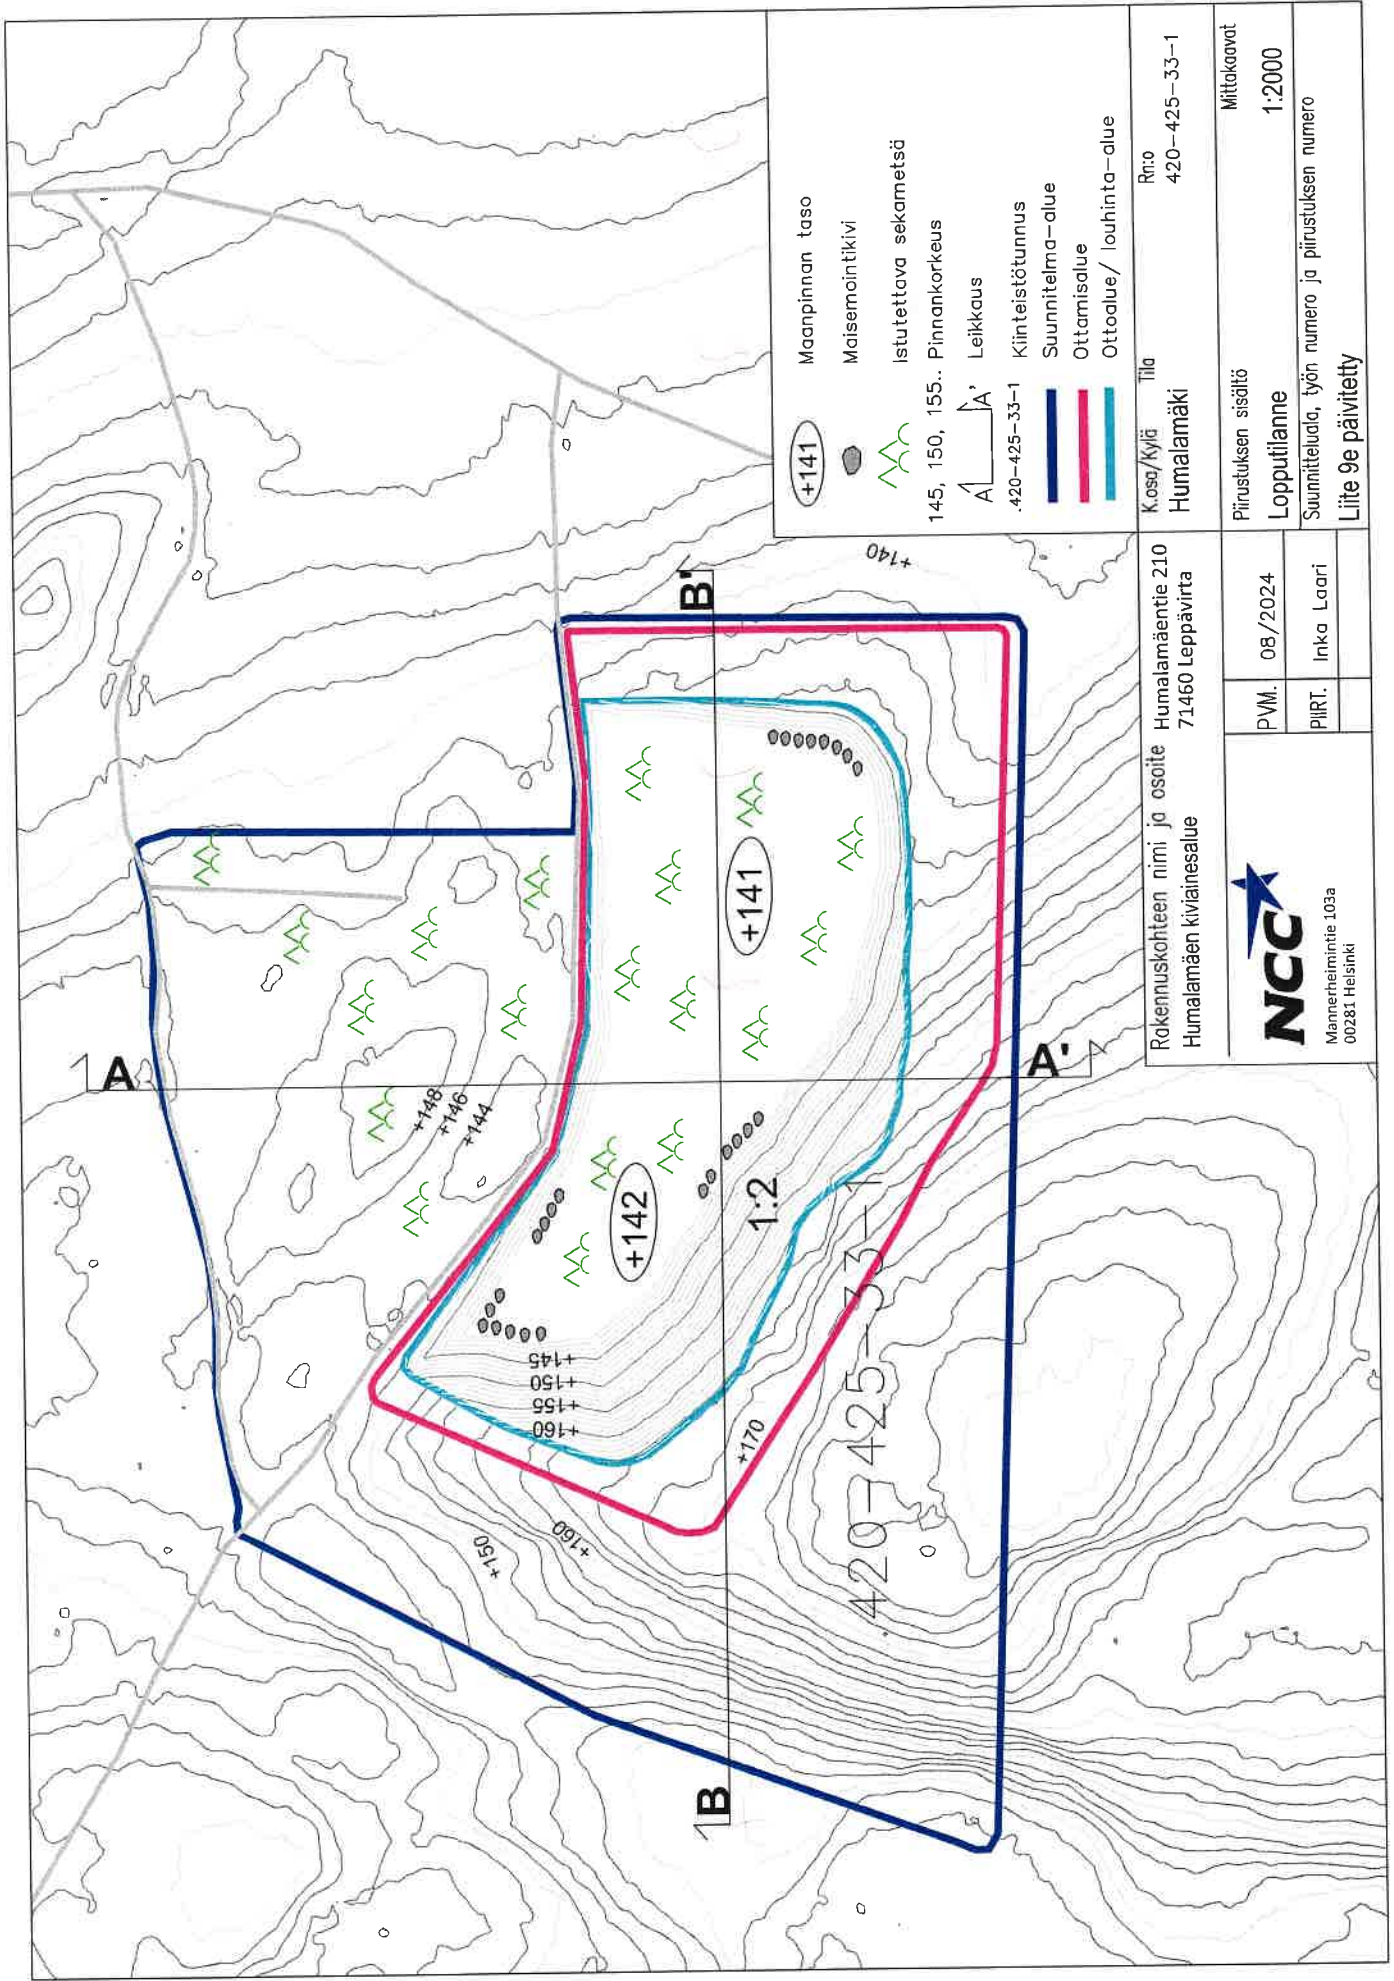 A
+148
+146
+144
+142
+141
1:2
+145
+150
+155
+160
+170
+150
+160
+140
420-425-33-1
B
B'
A'
+141 Maanpinnan taso
Maisemointikivi
Istutettava sekametsä
145, 150, 155.. Pinnankorkeus
A A' Leikkaus
.420-425-33-1 Kiinteistötunnus
Suunnitelma-alue
Ottamisalue
Ottoalue/ louhinta-alue
K.osa/Kylä Tila Rn:o
Humalamäki 420-425-33-1
Rakennuskohteen nimi ja osoite Humalamäentie 210
Humalamäen kiviainesalue 71460 Leppävirta
Piirustuksen sisältö Mittakaavat
Lopputilanne 1:2000
PVM. 08/2024
PIIRT. Inka Laari
Suunnitteluala, työn numero ja piirustuksen numero
Liite 9e päivitetty
NCC
Mannerheimintie 103a
00281 Helsinki